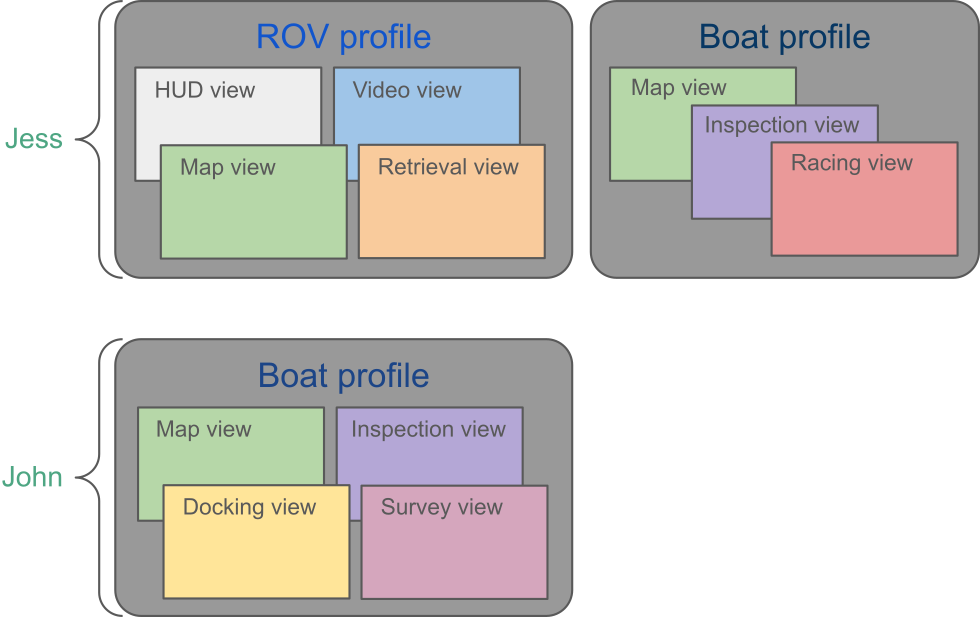 Jess
ROV profile
HUD view
Video view
Map view
Retrieval view
Boat profile
Map view
Inspection view
Racing view
John
Boat profile
Map view
Inspection view
Docking view
Survey view